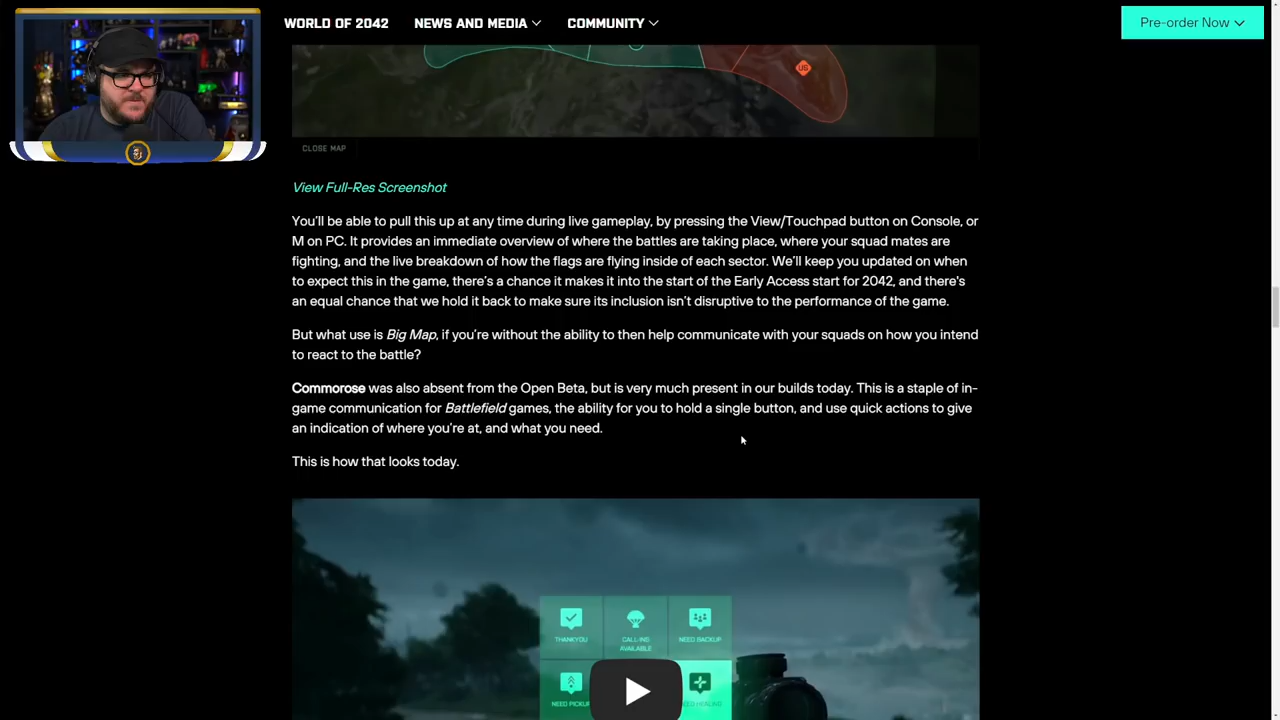 WORLD OF 2042 NEWS AND MEDIA COMMUNITY Pre-order Now
US
CLOSE MAP
View Full-Res Screenshot
You'll be able to pull this up at any time during live gameplay, by pressing the View/Touchpad button on Console, or
M on PC. It provides an immediate overview of where the battles are taking place, where your squad mates are
fighting, and the live breakdown of how the flags are flying inside of each sector. We'll keep you updated on when
to expect this in the game, there's a chance it makes it into the start of the Early Access start for 2042, and there's
an equal chance that we hold it back to make sure its inclusion isn't disruptive to the performance of the game.
But what use is Big Map, if you're without the ability to then help communicate with your squads on how you intend
to react to the battle?
Commorose was also absent from the Open Beta, but is very much present in our builds today. This is a staple of in-
game communication for Battlefield games, the ability for you to hold a single button, and use quick actions to give
an indication of where you're at, and what you need.
This is how that looks today.
THANKYOU CALL-INS NEED BACKUP
AVAILABLE
NEED PICKUP NEED HEALING